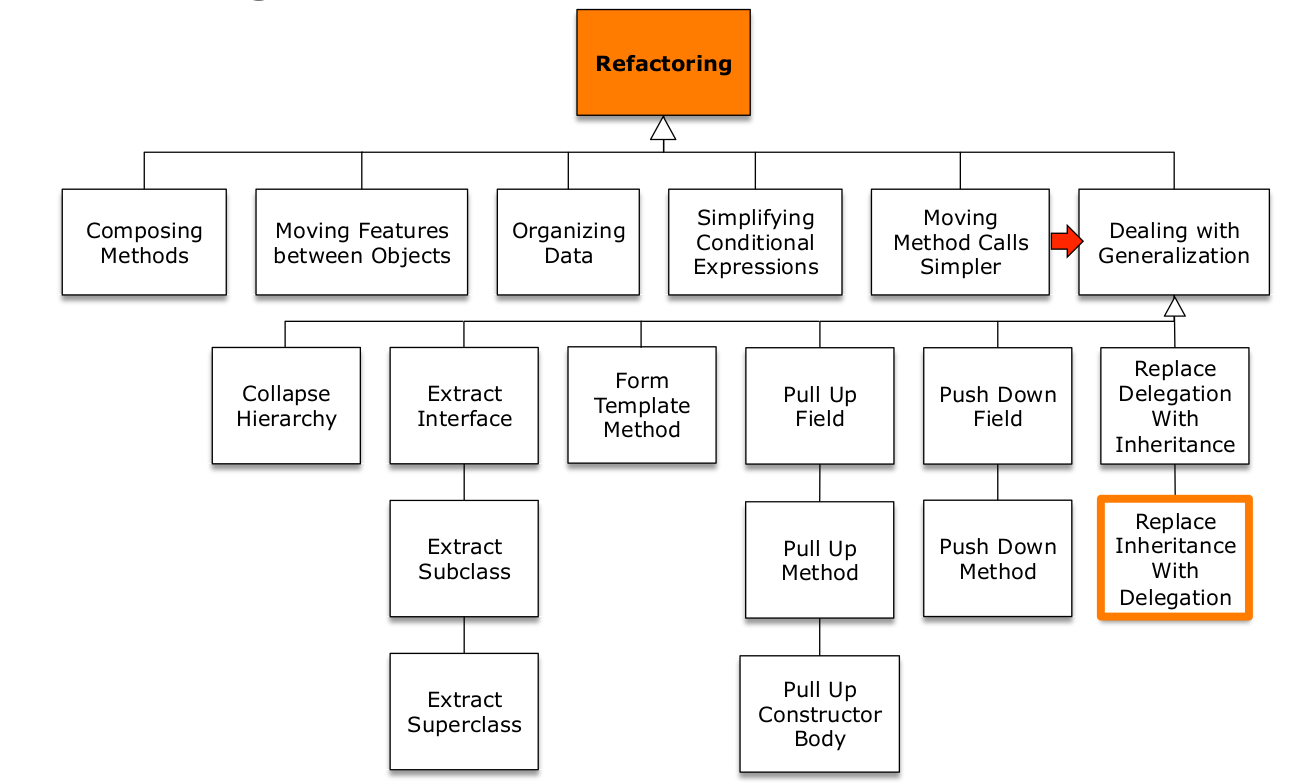 Refactoring
Composing
Methods
Moving Features
between Objects
Organizing
Data
Simplifying
Conditional
Expressions
Moving
Method Calls
Simpler
Dealing with
Generalization
Collapse
Hierarchy
Extract
Interface
Form
Template
Method
Pull Up
Field
Push Down
Field
Replace
Delegation
With
Inheritance
Extract
Subclass
Pull Up
Method
Push Down
Method
Replace
Inheritance
With
Delegation
Extract
Superclass
Pull Up
Constructor
Body